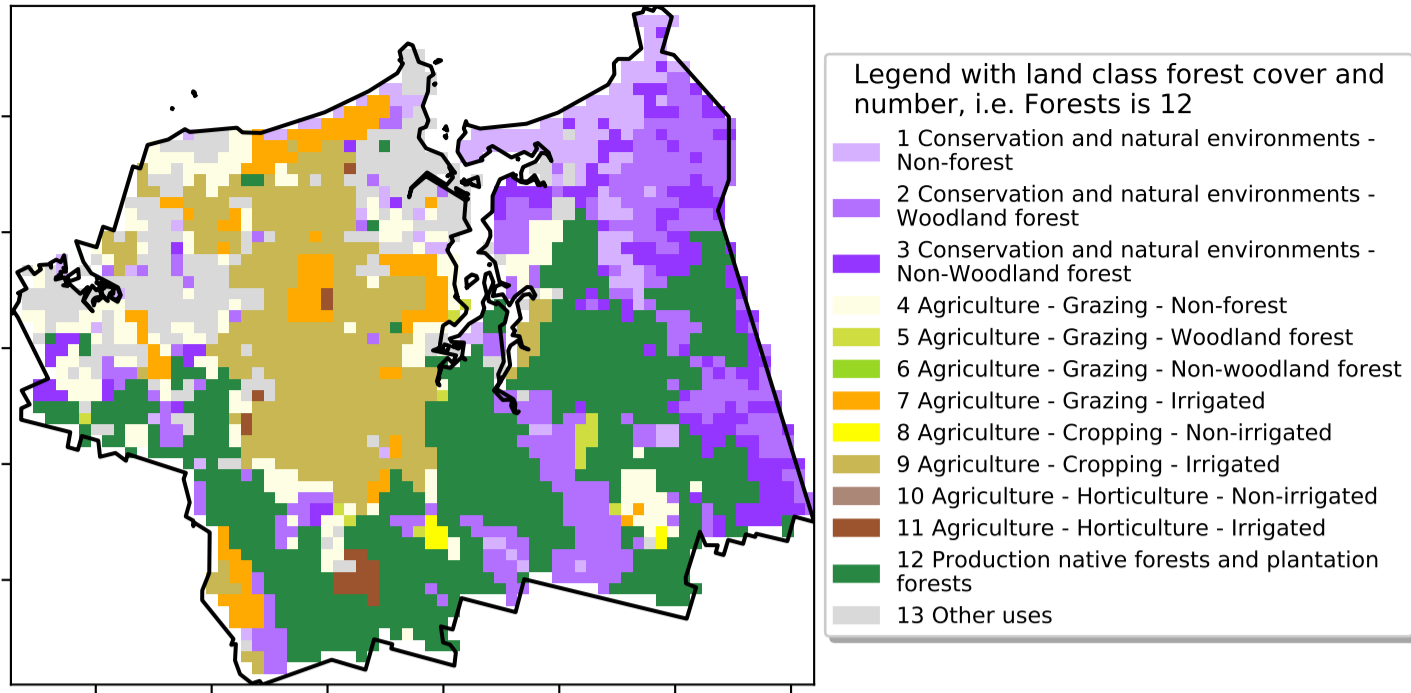 Legend with land class forest cover and
number, i.e. Forests is 12
1 Conservation and natural environments -
Non-forest
2 Conservation and natural environments -
Woodland forest
3 Conservation and natural environments -
Non-Woodland forest
4 Agriculture - Grazing - Non-forest
5 Agriculture - Grazing - Woodland forest
6 Agriculture - Grazing - Non-woodland forest
7 Agriculture - Grazing - Irrigated
8 Agriculture - Cropping - Non-irrigated
9 Agriculture - Cropping - Irrigated
10 Agriculture - Horticulture - Non-irrigated
11 Agriculture - Horticulture - Irrigated
12 Production native forests and plantation
forests
13 Other uses